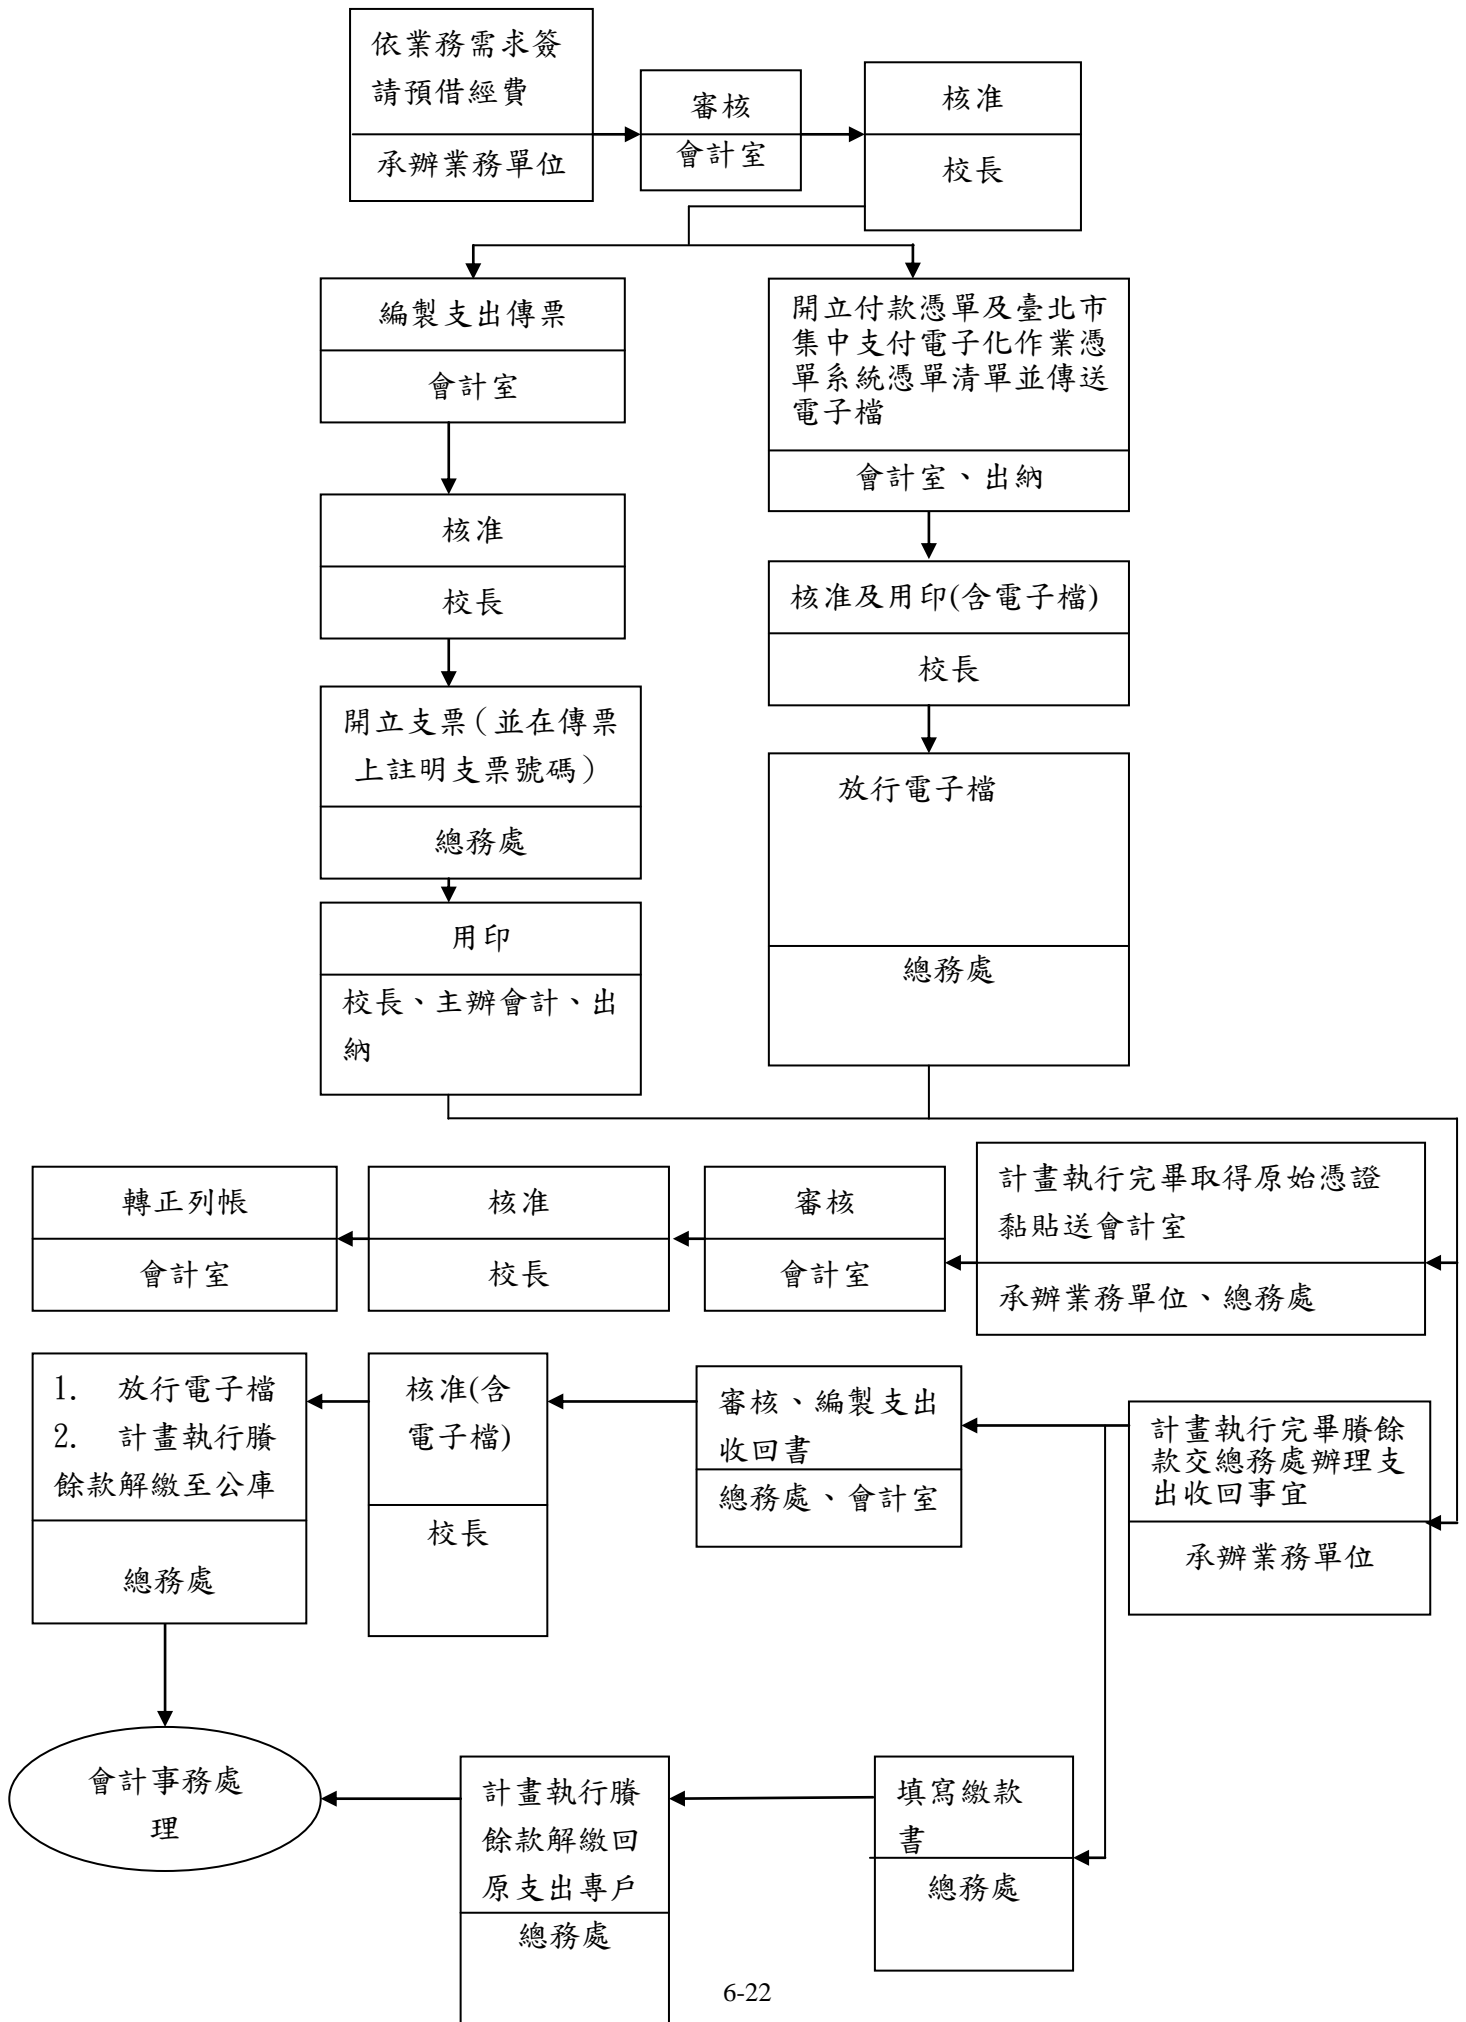 依業務需求簽
請預借經費
承辦業務單位
審核
會計室
核准
校長
編製支出傳票
會計室
開立付款憑單及臺北市
集中支付電子化作業憑
單系統憑單清單並傳送
電子檔
會計室、出納
核准
校長
核准及用印(含電子檔)
校長
開立支票（並在傳票
上註明支票號碼）
總務處
放行電子檔
總務處
用印
校長、主辦會計、出
納
計畫執行完畢取得原始憑證
黏貼送會計室
承辦業務單位、總務處
審核
會計室
核准
校長
轉正列帳
會計室
計畫執行完畢賸餘
款交總務處辦理支
出收回事宜
承辦業務單位
審核、編製支出
收回書
總務處、會計室
核准(含
電子檔)
校長
1. 放行電子檔
2. 計畫執行賸
餘款解繳至公庫
總務處
填寫繳款
書
總務處
計畫執行賸
餘款解繳回
原支出專戶
總務處
會計事務處
理
6-22